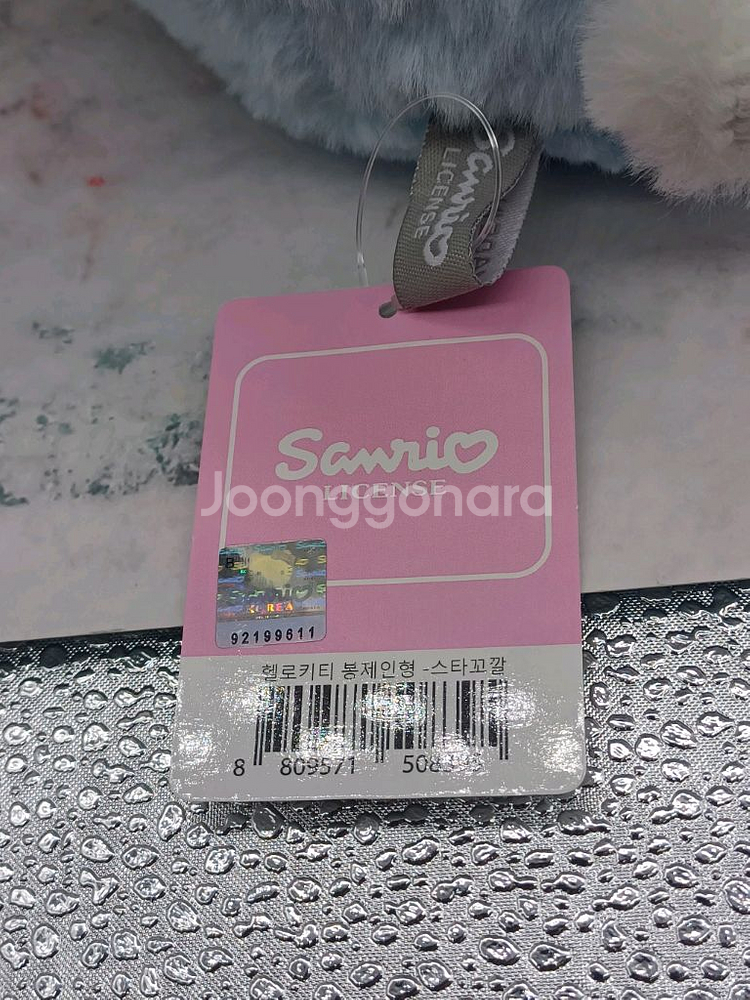 Sanrio
LICENSE
Sanrio
LICENSE
Joonggonara
B
KOREA
92199611
헬로키티 봉제인형 -스타꼬깔
8 809571